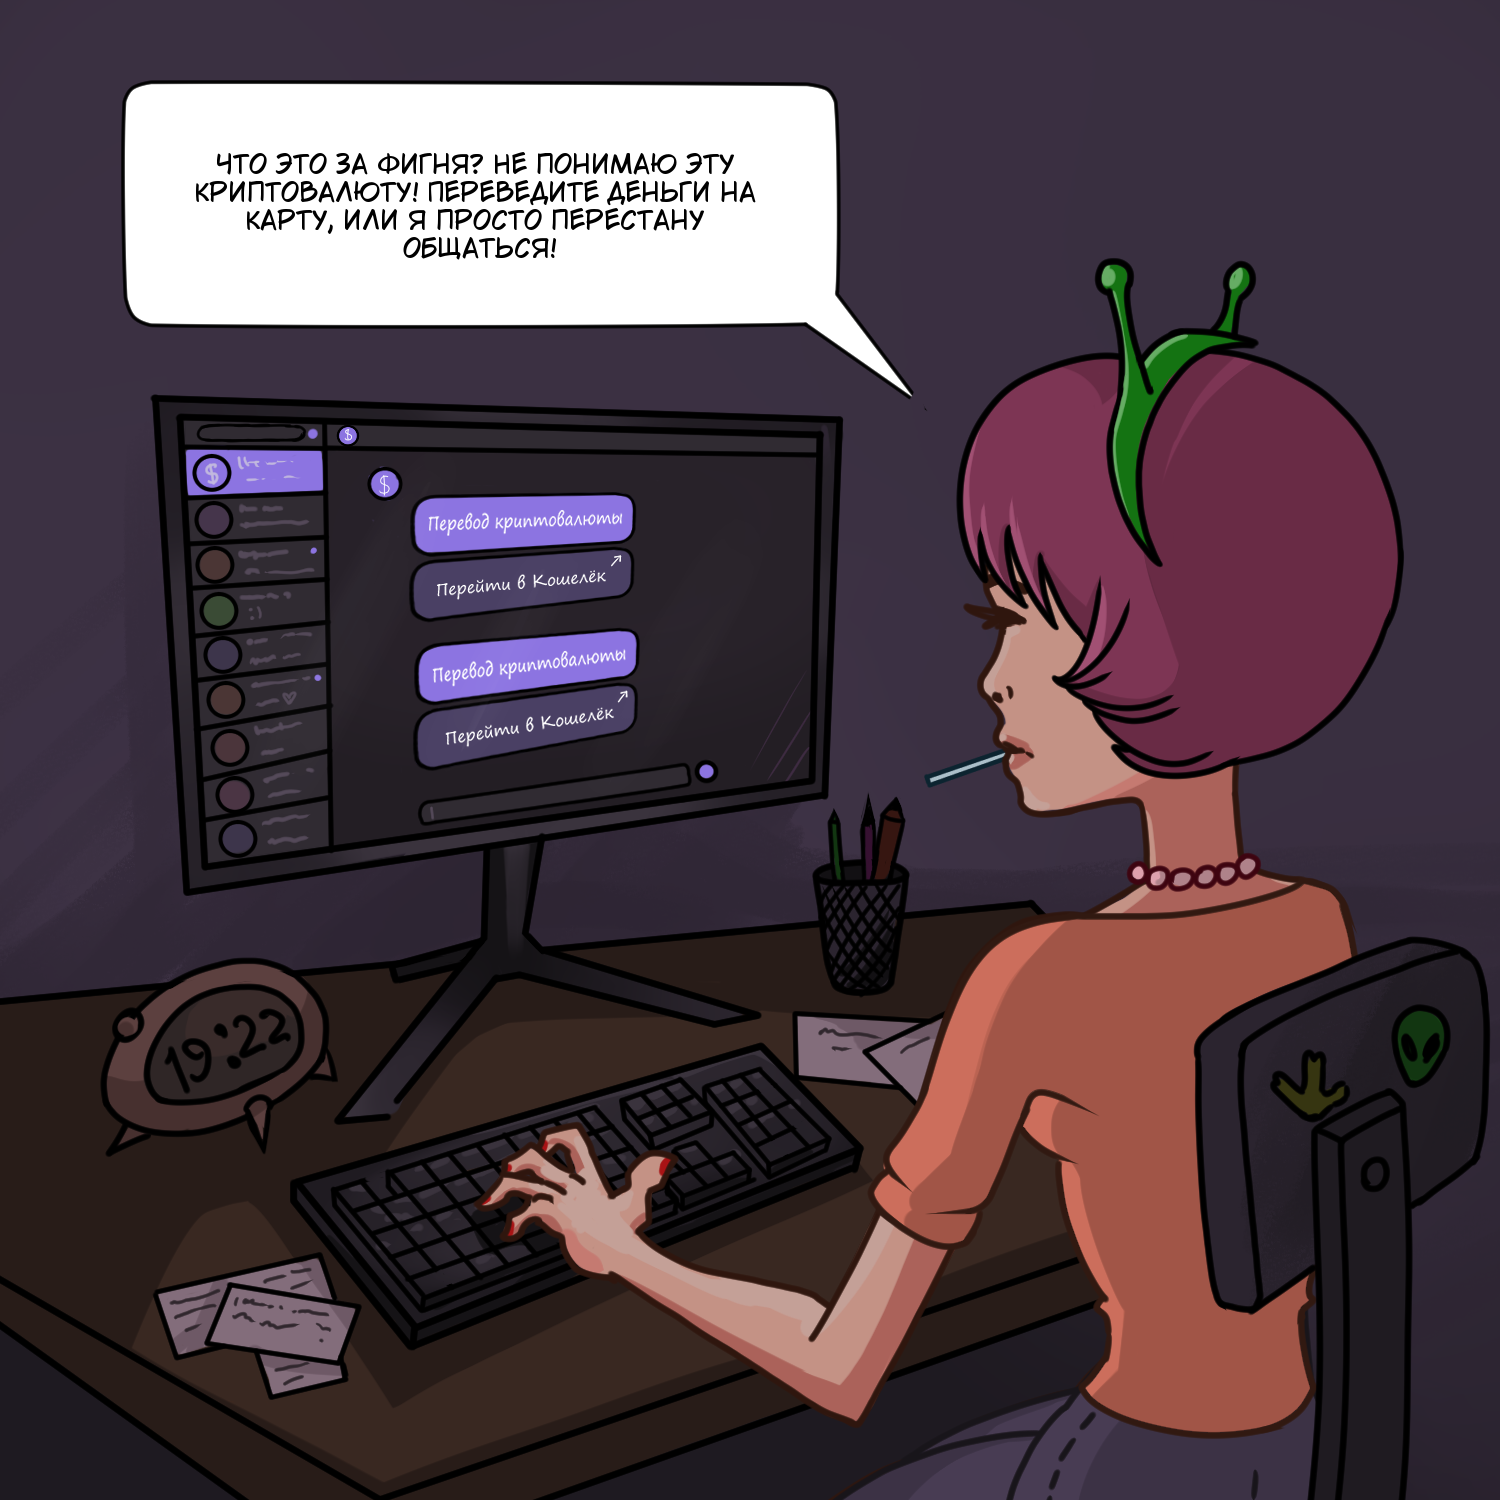 ЧТО ЭТО ЗА ФИГНЯ? НЕ ПОНИМАЮ ЭТУ
КРИПТОВАЛЮТУ! ПЕРЕВЕДИТЕ ДЕНЬГИ НА
КАРТУ, ИЛИ Я ПРОСТО ПЕРЕСТАНУ
ОБЩАТЬСЯ!
$
$
$
:)
Перевод криптовалюты
Перейти в Кошелёк
Перевод криптовалюты
Перейти в Кошелёк
19:22